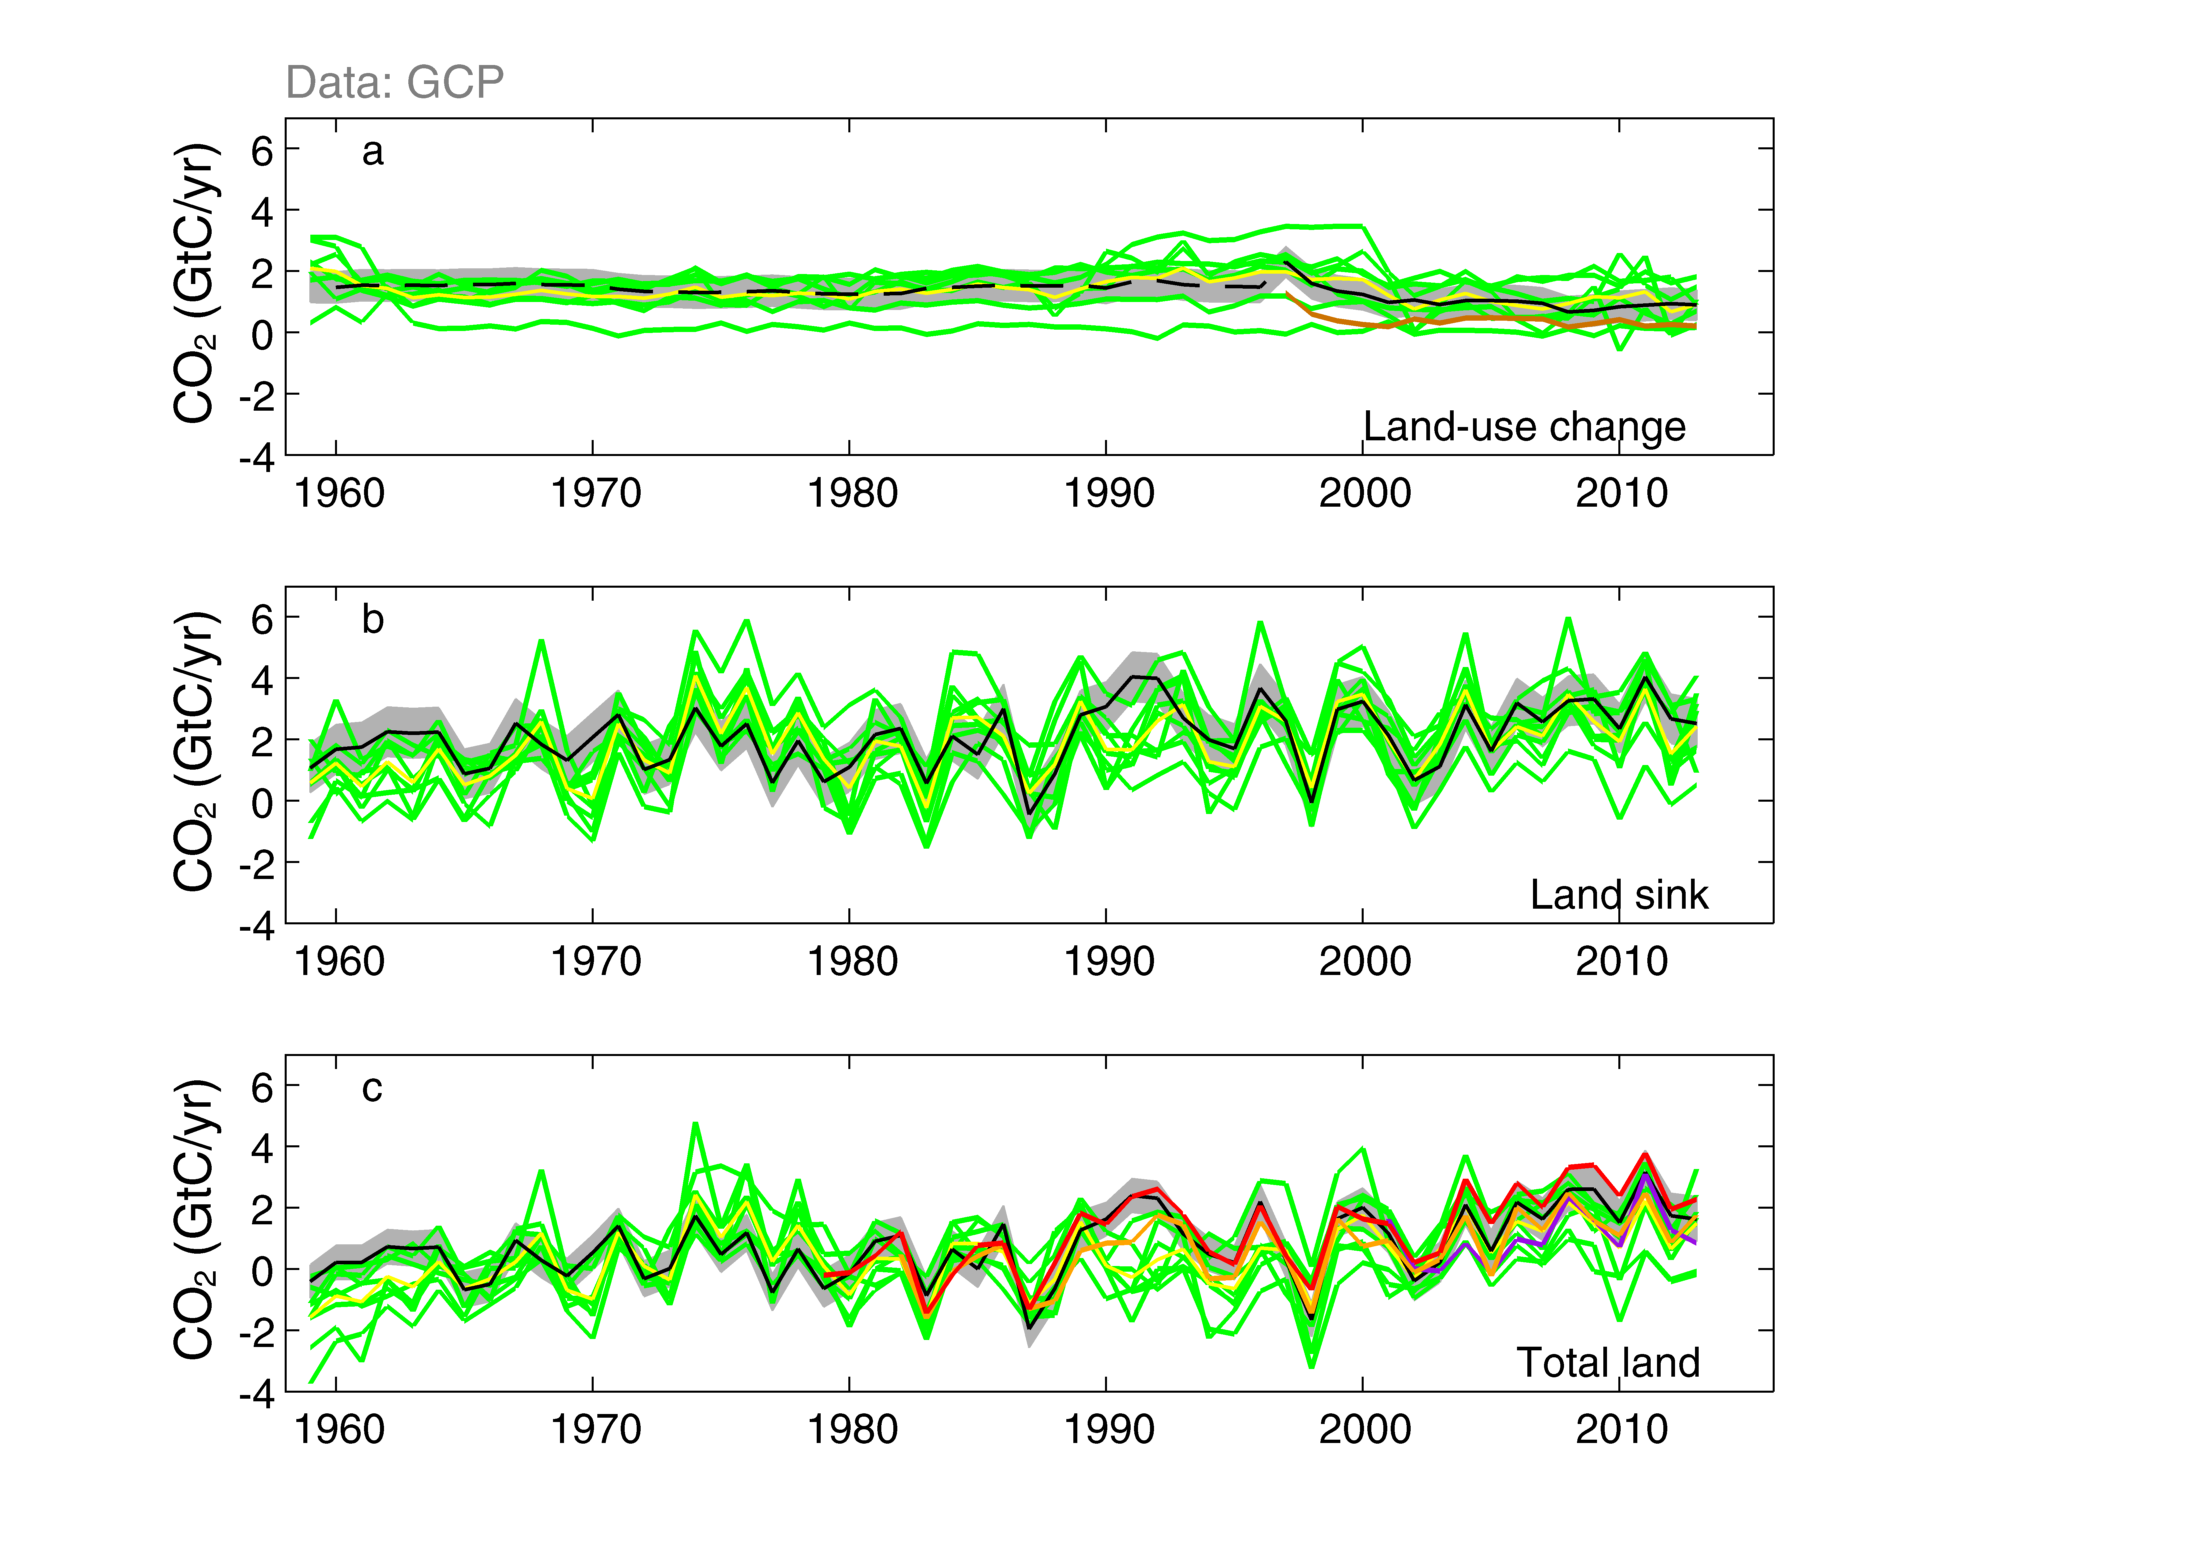 Data: GCP
CO₂ (GtC/yr)
6
4
2
0
-2
-4
a
Land-use change
1960 1970 1980 1990 2000 2010
CO₂ (GtC/yr)
6
4
2
0
-2
-4
b
Land sink
1960 1970 1980 1990 2000 2010
CO₂ (GtC/yr)
6
4
2
0
-2
-4
c
Total land
1960 1970 1980 1990 2000 2010